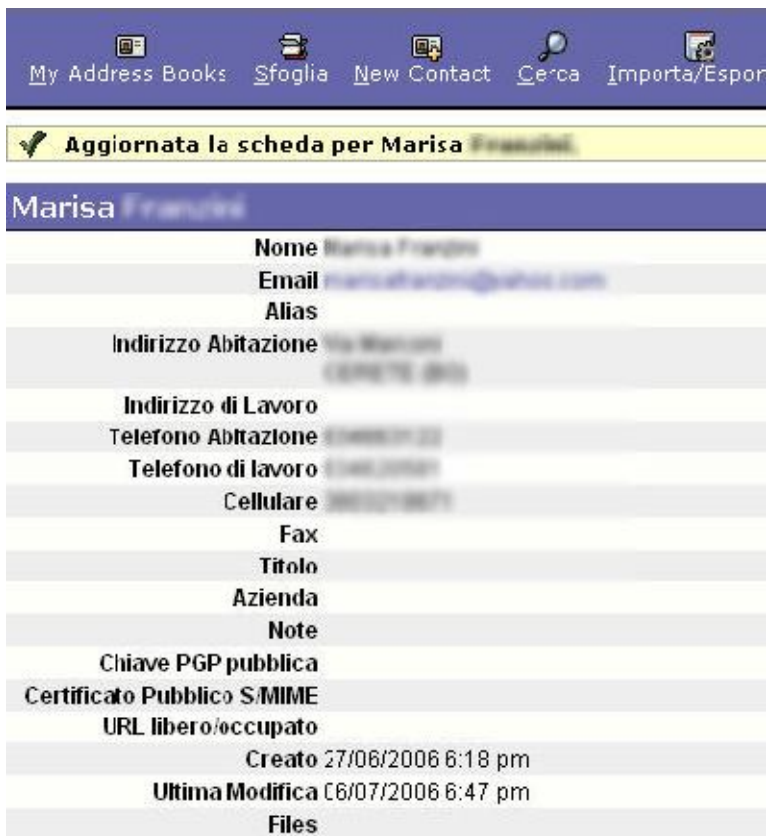 My Address Books Sfoglia New Contact Cerca Importa/Espor
Aggiornata la scheda per Marisa
Marisa
Nome
Email
Alias
Indirizzo Abitazione
Indirizzo di Lavoro
Telefono Abitazione
Telefono di lavoro
Cellulare
Fax
Titolo
Azienda
Note
Chiave PGP pubblica
Certificato Pubblico S/MIME
URL libero/occupato
Creato 27/06/2006 6:18 pm
Ultima Modifica 06/07/2006 6:47 pm
Files